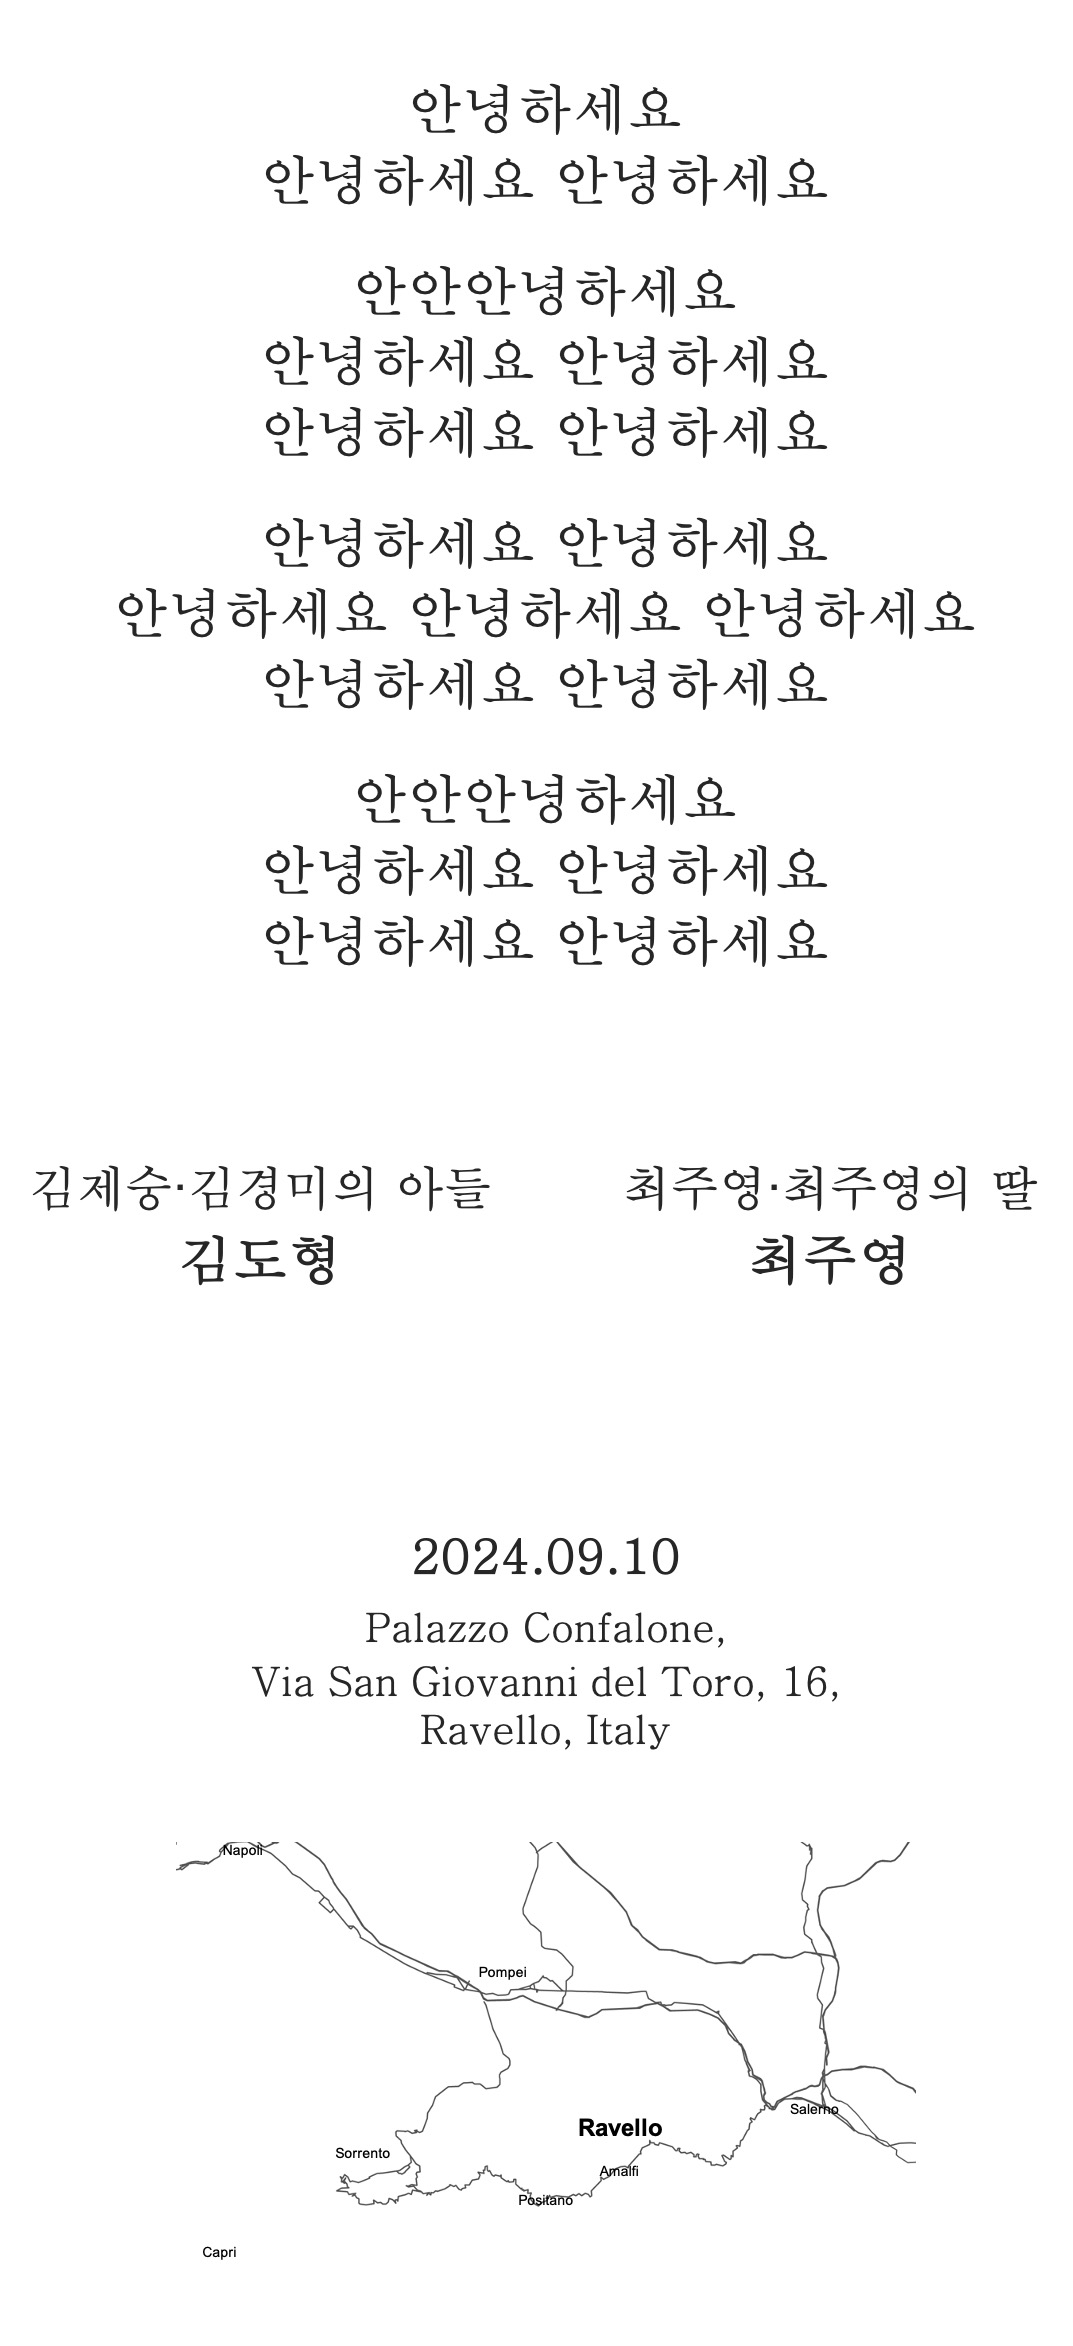 안녕하세요
안녕하세요 안녕하세요
안안안녕하세요
안녕하세요 안녕하세요
안녕하세요 안녕하세요
안녕하세요 안녕하세요
안녕하세요 안녕하세요 안녕하세요
안녕하세요 안녕하세요
안안안녕하세요
안녕하세요 안녕하세요
안녕하세요 안녕하세요
김제숭·김경미의 아들
김도형
최주영·최주영의 딸
최주영
2024.09.10
Palazzo Confalone,
Via San Giovanni del Toro, 16,
Ravello, Italy
Napoli
Pompei
Salerno
Ravello
Sorrento
Amalfi
Positano
Capri